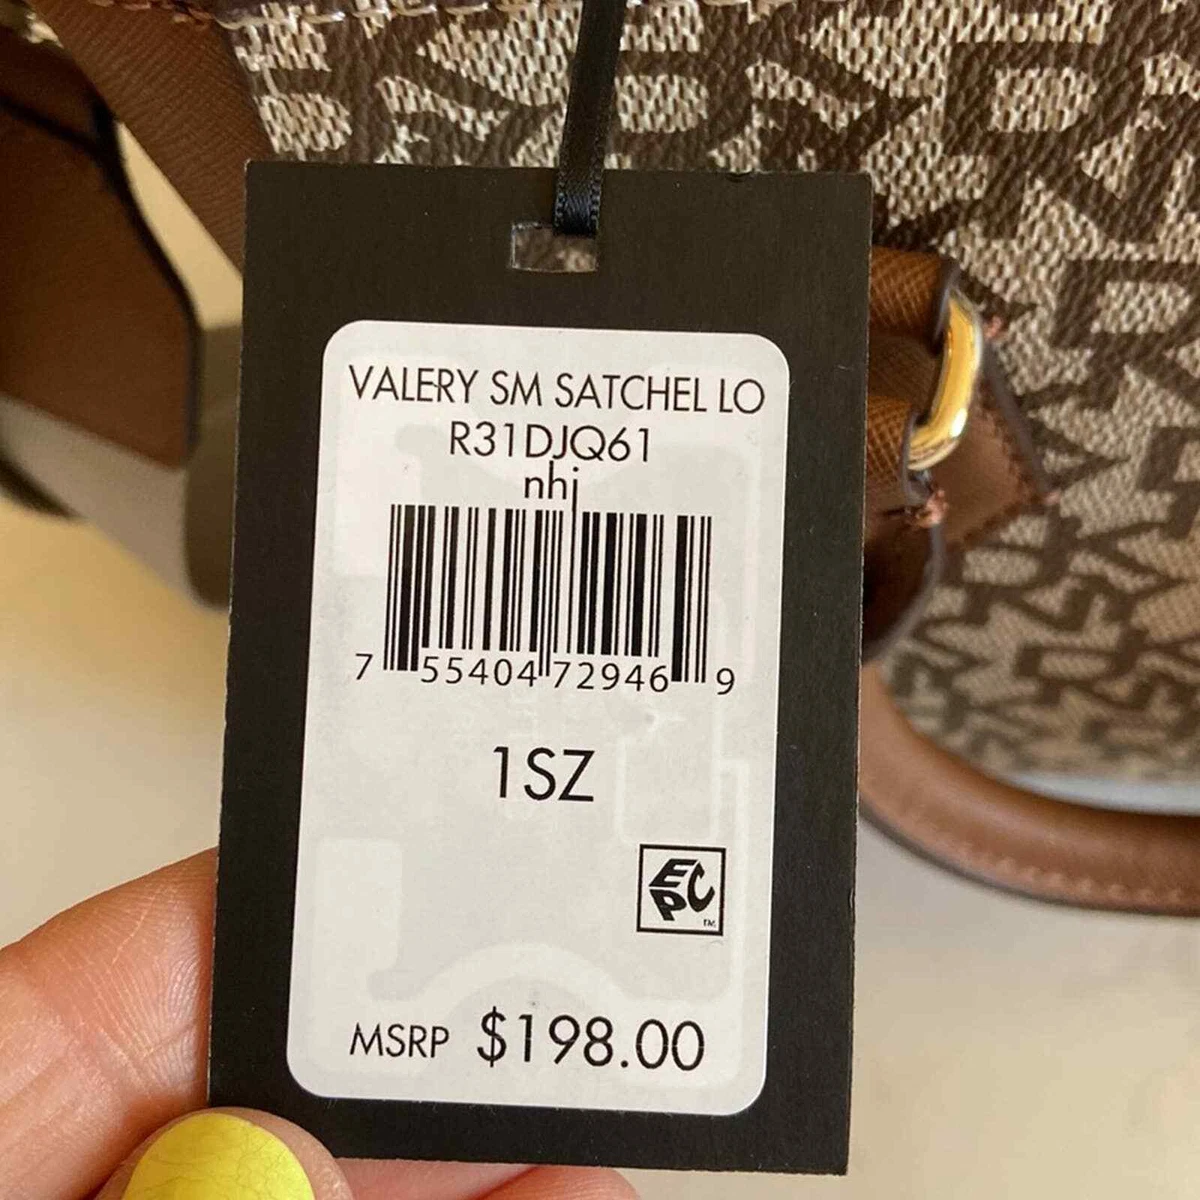 VALERY SM SATCHEL LO
R31DJQ61
nhj
7 55404 72946 9
1SZ
EPC
TM
MSRP $198.00